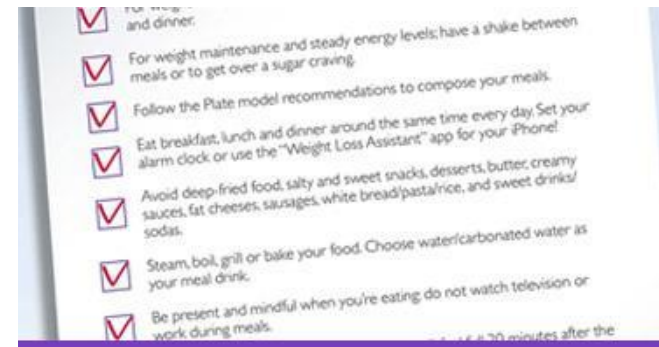 and dinner.
For weight maintenance and steady energy levels; have a shake between
meals or to get over a sugar craving.
Follow the Plate model recommendations to compose your meals.
Eat breakfast, lunch and dinner around the same time every day. Set your
alarm clock or use the "Weight Loss Assistant" app for your iPhone!
Avoid deep-fried food, salty and sweet snacks, desserts, butter, creamy
sauces, fat cheeses, sausages, white bread/pasta/rice, and sweet drinks/
sodas.
Steam, boil, grill or bake your food. Choose water/carbonated water as
your meal drink.
Be present and mindful when you're eating: do not watch television or
work during meals.
20 minutes after the